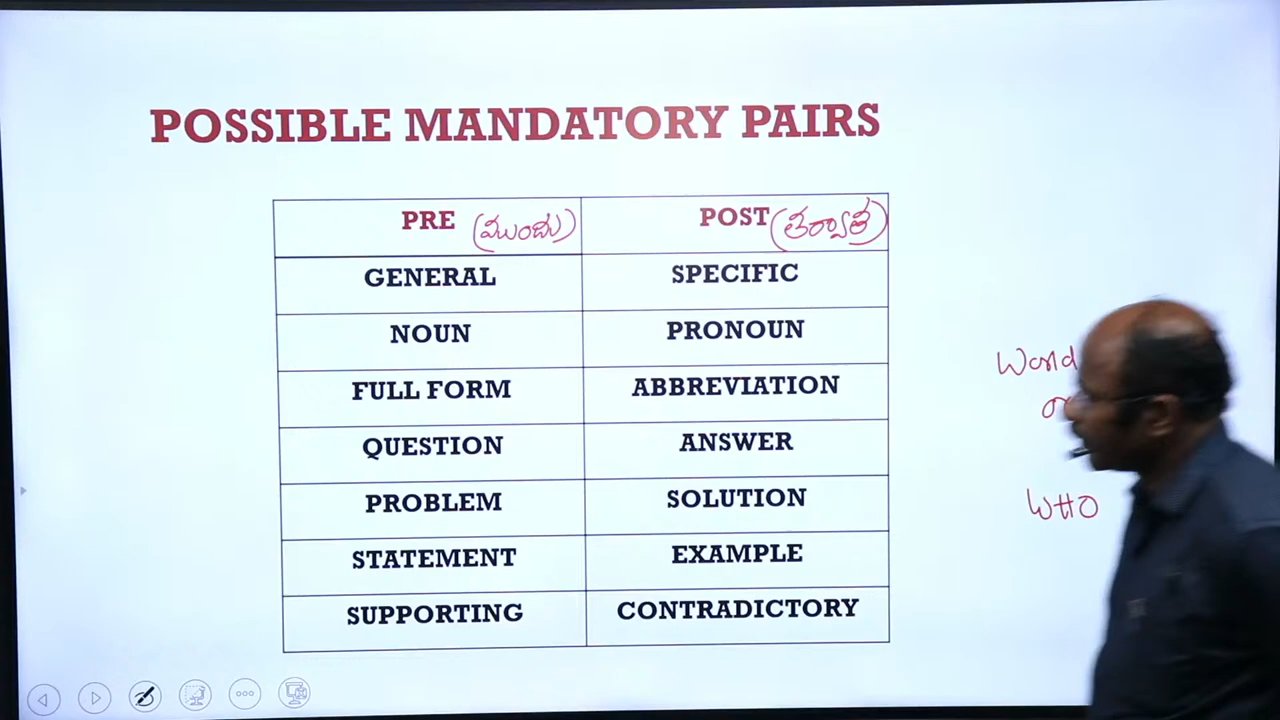 POSSIBLE MANDATORY PAIRS
PRE (ముందు) POST (తర్వాత)
GENERAL SPECIFIC
NOUN PRONOUN
FULL FORM ABBREVIATION
QUESTION ANSWER
PROBLEM SOLUTION
STATEMENT EXAMPLE
SUPPORTING CONTRADICTORY
WHO